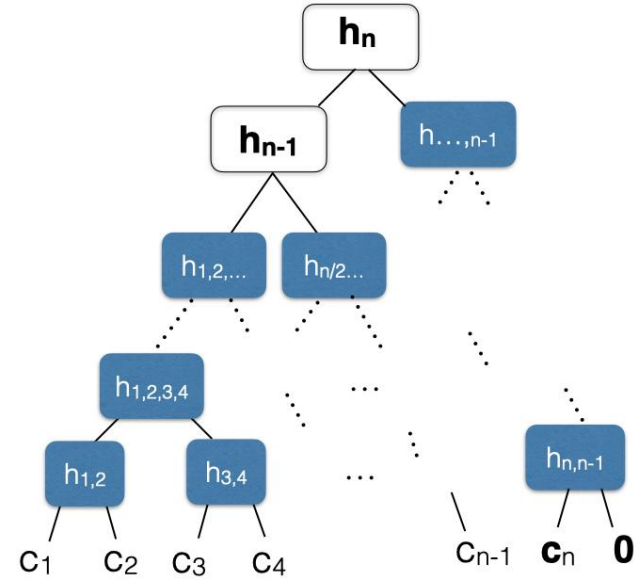 hn
hn-1
h...,n-1
h1,2,...
hn/2...
h1,2,3,4
...
h1,2
h3,4
...
hn,n-1
C1
C2
C3
C4
Cn-1
cn
0